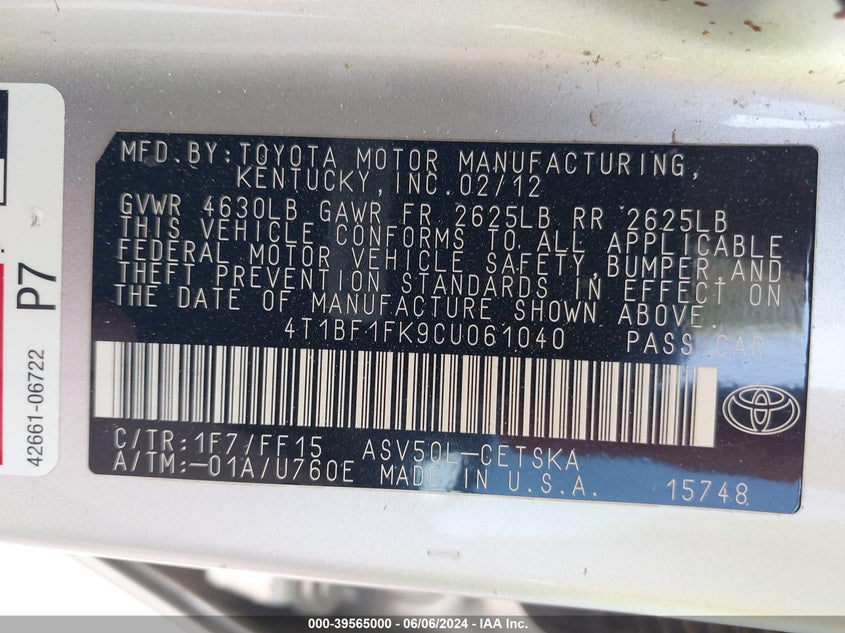 MFD.BY:TOYOTA MOTOR MANUFACTURING,
KENTUCKY,INC.02/12
GVWR 4630LB GAWR FR 2625LB RR 2625LB
THIS VEHICLE CONFORMS TO ALL APPLICABLE
FEDERAL MOTOR VEHICLE SAFETY,BUMPER AND
THEFT PREVENTION STANDARDS IN EFFECT ON
THE DATE OF MANUFACTURE SHOWN ABOVE.
4T1BF1FK9CU061040 PASS CAR
C/TR:1F7/FF15 ASV50L-CETSKA
A/TM:-01A/U760E MADE IN U.S.A. 15748
P7
42661-06722
000-39565000 - 06/06/2024 - IAA Inc.